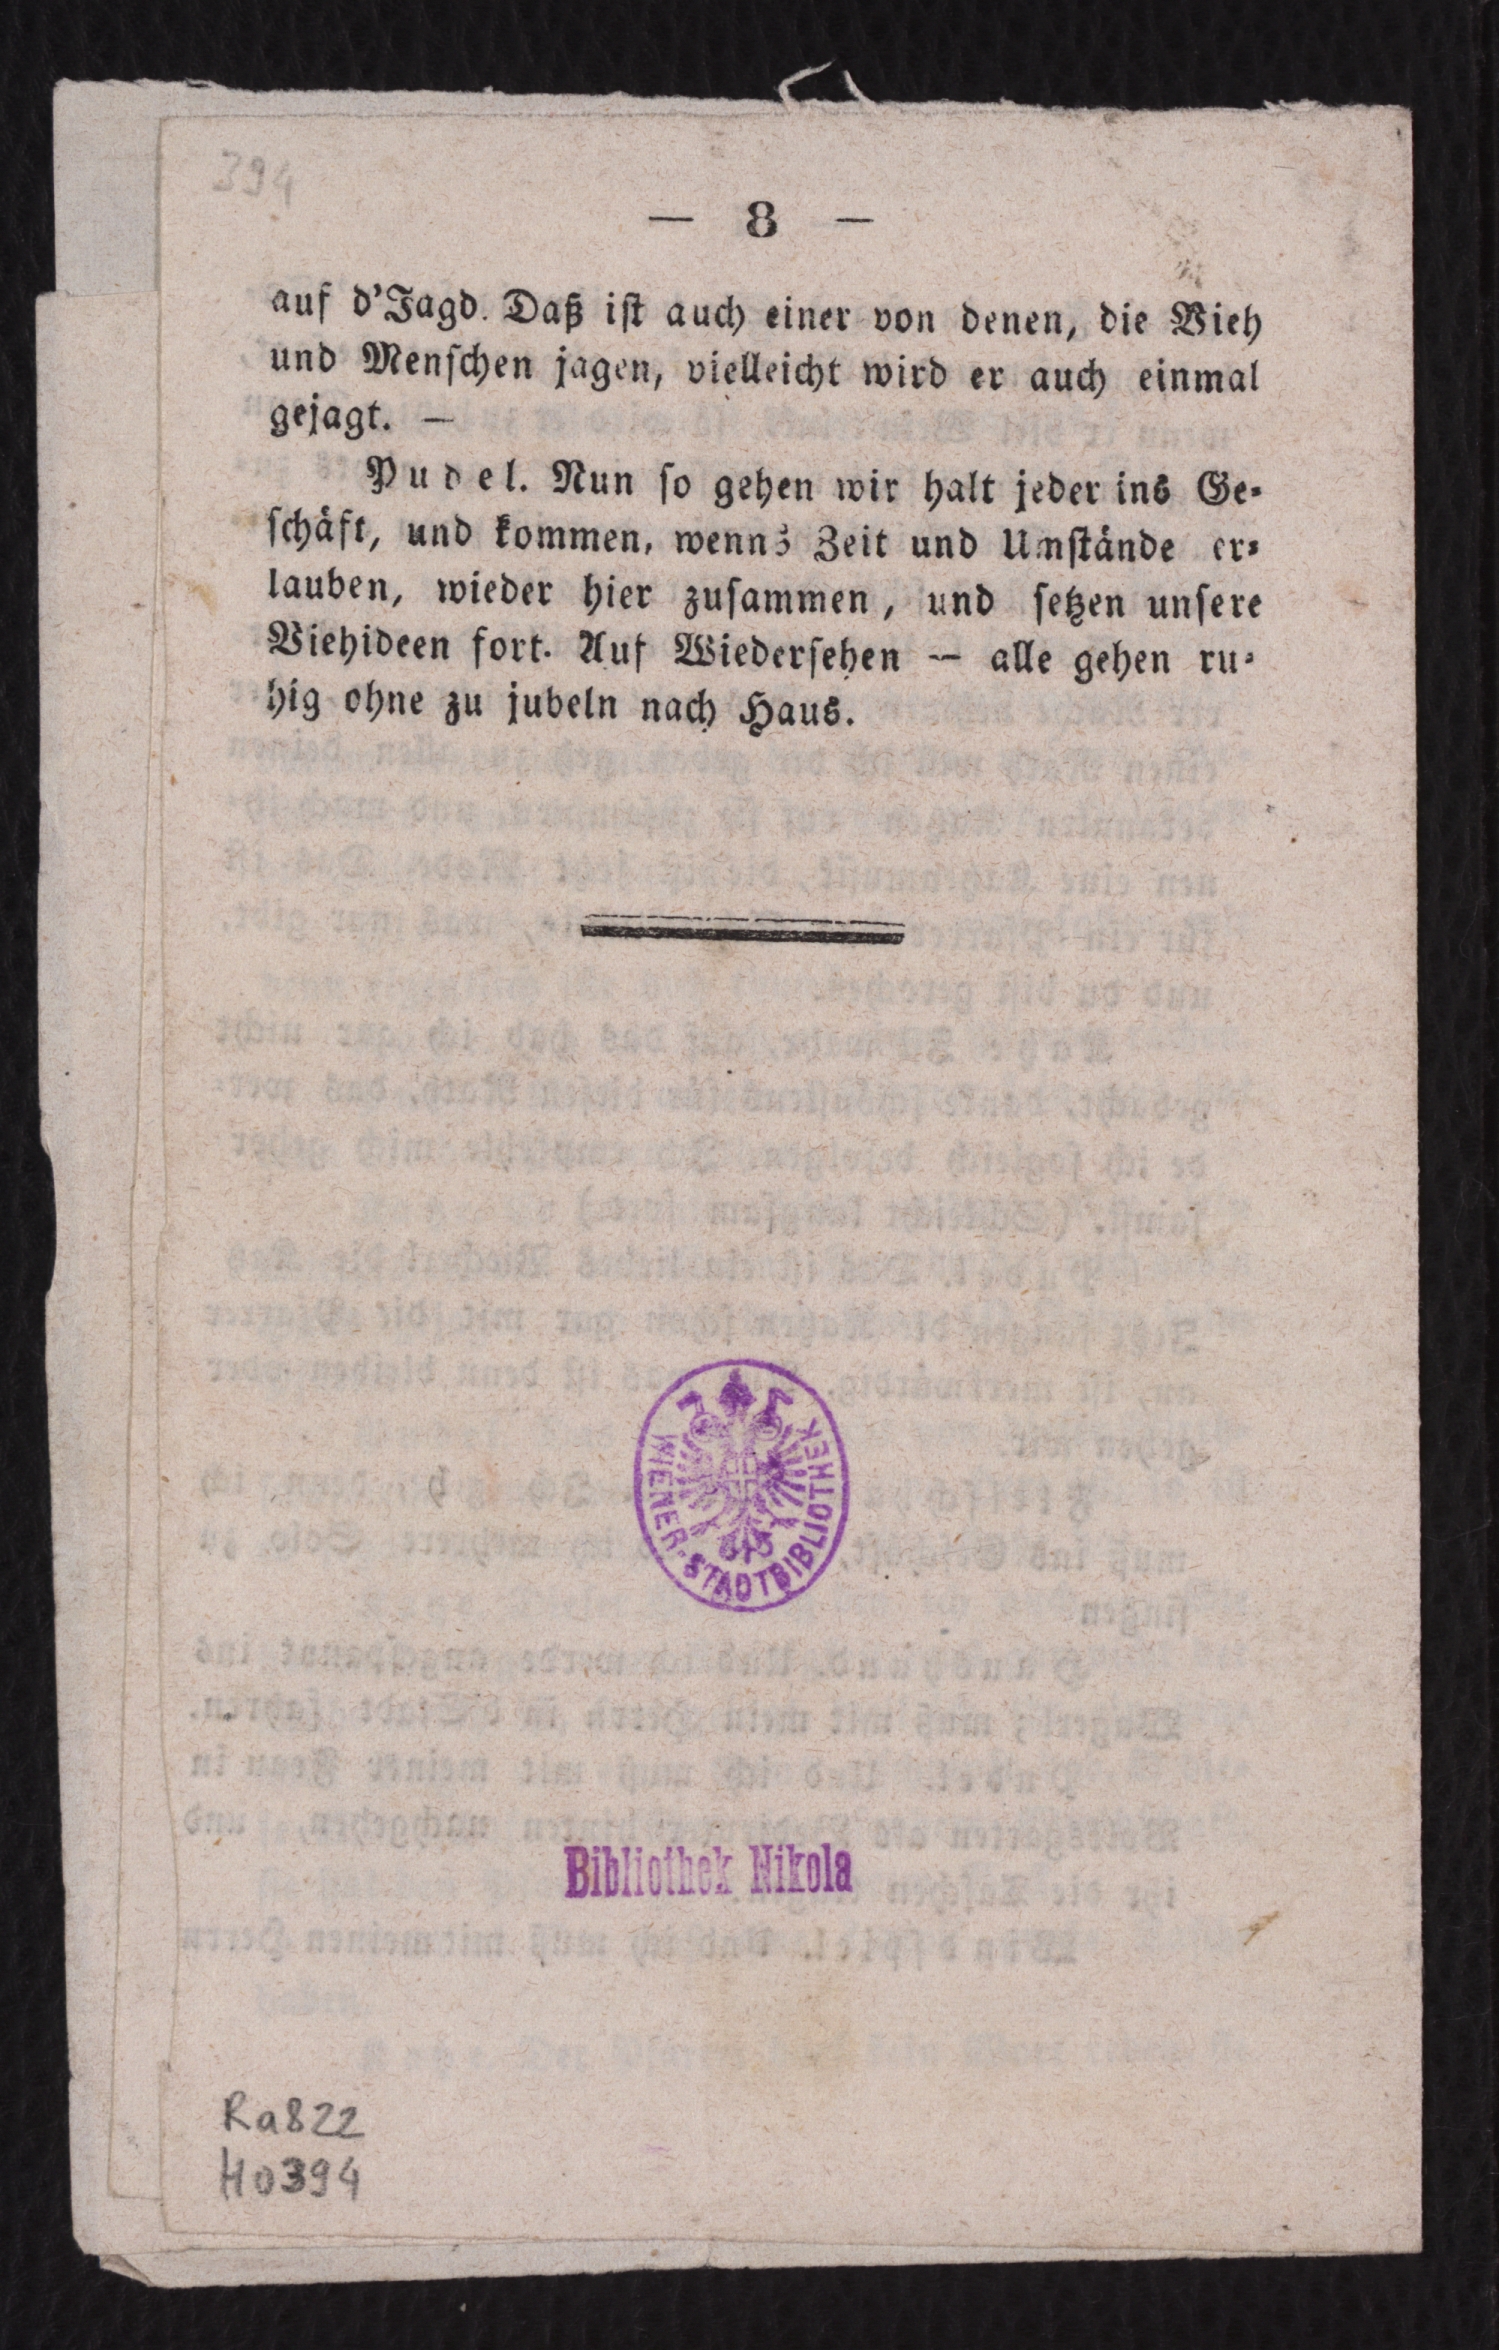 394
— 8 —
auf d'Jagd. Daß ist auch einer von denen, die Vieh
und Menschen jagen, vielleicht wird er auch einmal
gejagt. —
Pudel. Nun so gehen wir halt jeder ins Ge-
schäft, und kommen, wenns Zeit und Umstände er-
lauben, wieder hier zusammen, und setzen unsere
Viehideen fort. Auf Wiedersehen — alle gehen ru-
hig ohne zu jubeln nach Haus.
WIENER-STADTBIBLIOTHEK
Bibliothek Nikola
Ra822
H0394